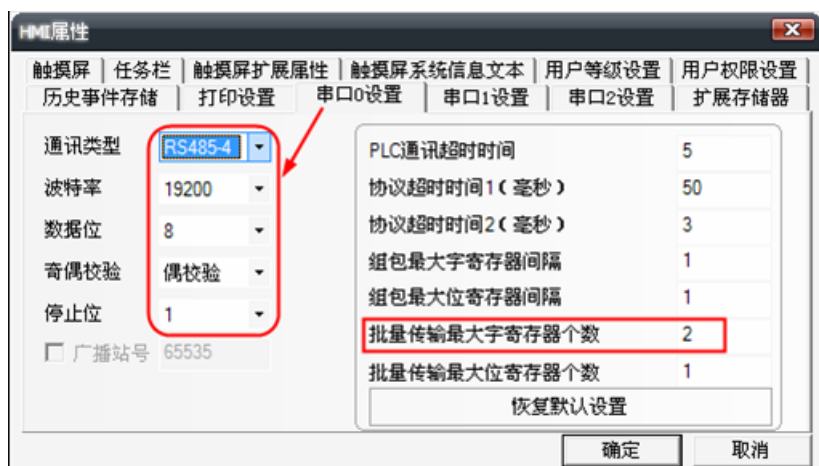 HMI属性
触摸屏 任务栏 触摸屏扩展属性 触摸屏系统信息文本 用户等级设置 用户权限设置
历史事件存储 打印设置 串口0设置 串口1设置 串口2设置 扩展存储器
通讯类型 RS485-4
波特率 19200
数据位 8
奇偶校验 偶校验
停止位 1
广播站号 65535
PLC通讯超时时间 5
协议超时时间1(毫秒) 50
协议超时时间2(毫秒) 3
组包最大字寄存器间隔 1
组包最大位寄存器间隔 1
批量传输最大字寄存器个数 2
批量传输最大位寄存器个数 1
恢复默认设置
确定 取消